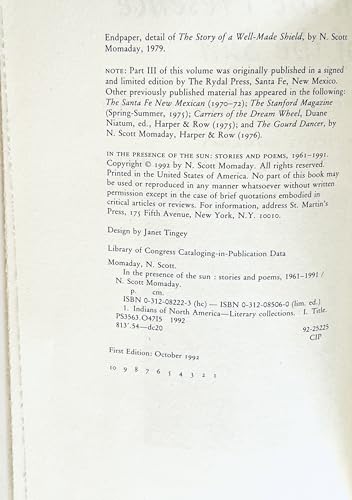 Endpaper, detail of The Story of a Well-Made Shield, by N. Scott
Momaday, 1979.
NOTE: Part III of this volume was originally published in a signed
and limited edition by The Rydal Press, Santa Fe, New Mexico.
Other previously published material has appeared in the following:
The Santa Fe New Mexican (1970–72); The Stanford Magazine
(Spring-Summer, 1975); Carriers of the Dream Wheel, Duane
Niatum, ed., Harper & Row (1975); and The Gourd Dancer, by
N. Scott Momaday, Harper & Row (1976).
IN THE PRESENCE OF THE SUN: STORIES AND POEMS, 1961–1991.
Copyright © 1992 by N. Scott Momaday. All rights reserved.
Printed in the United States of America. No part of this book may
be used or reproduced in any manner whatsoever without written
permission except in the case of brief quotations embodied in
critical articles or reviews. For information, address St. Martin's
Press, 175 Fifth Avenue, New York, N.Y. 10010.
Design by Janet Tingey
Library of Congress Cataloging-in-Publication Data
Momaday, N. Scott.
In the presence of the sun : stories and poems, 1961–1991 /
N. Scott Momaday.
p. cm.
ISBN 0-312-08222-3 (hc) — ISBN 0-312-08506-0 (lim. ed.)
1. Indians of North America—Literary collections. I. Title.
PS3563.O47I5 1992
813'.54—dc20 92-25225
CIP
First Edition: October 1992
10 9 8 7 6 5 4 3 2 1